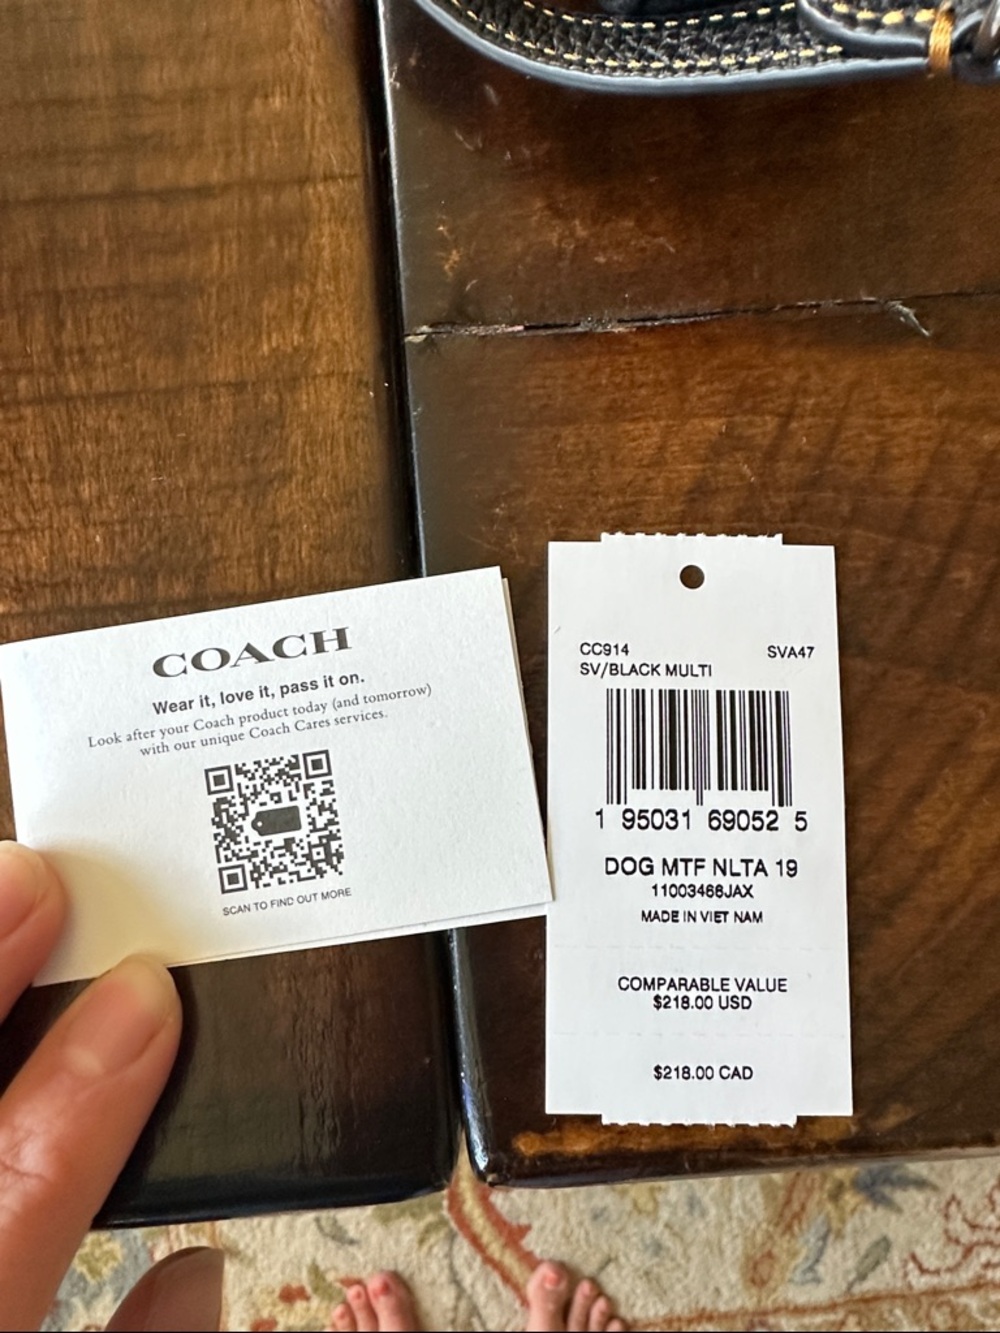 COACH
Wear it, love it, pass it on.
Look after your Coach product today (and tomorrow)
with our unique Coach Cares services.
SCAN TO FIND OUT MORE
CC914 SVA47
SV/BLACK MULTI
1 95031 69052 5
DOG MTF NLTA 19
11003466JAX
MADE IN VIET NAM
COMPARABLE VALUE
$218.00 USD
$218.00 CAD